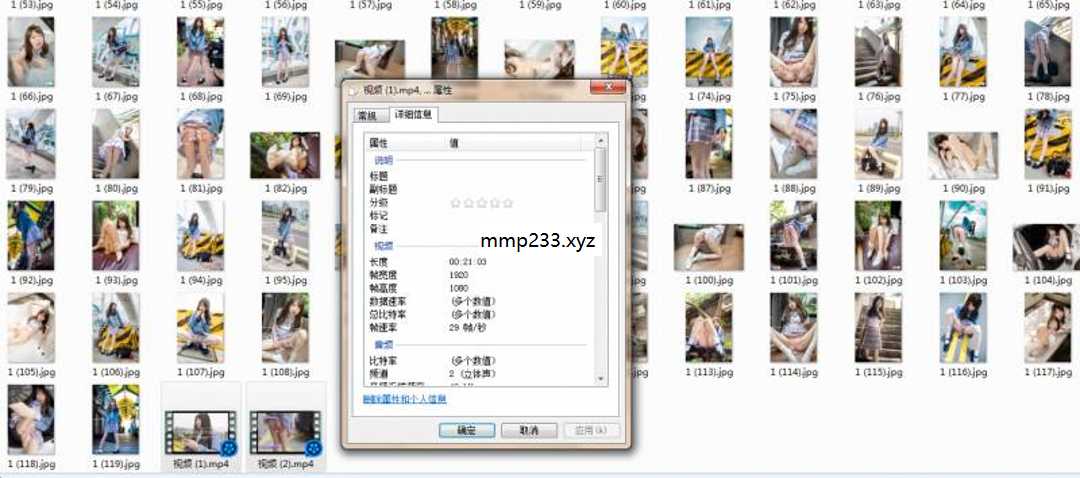 1 (53).jpg 1 (54).jpg 1 (55).jpg 1 (56).jpg 1 (57).jpg 1 (58).jpg 1 (59).jpg 1 (60).jpg 1 (61).jpg 1 (62).jpg 1 (63).jpg 1 (64).jpg 1 (65).jpg
1 (66).jpg 1 (67).jpg 1 (68).jpg 1 (69).jpg 1 (74).jpg 1 (75).jpg 1 (76).jpg 1 (77).jpg 1 (78).jpg
视频 (1).mp4, ... 属性
常规 详细信息
属性 值
说明
标题
副标题
分级
标记
备注
视频
mmp233.xyz
长度 00:21:03
帧宽度 1920
帧高度 1080
数据速率 (多个数值)
总比特率 (多个数值)
帧速率 29 帧/秒
音频
比特率 (多个数值)
频道 2 (立体声)
删除属性和个人信息
确定 取消 应用(A)
1 (79).jpg 1 (80).jpg 1 (81).jpg 1 (82).jpg 1 (87).jpg 1 (88).jpg 1 (89).jpg 1 (90).jpg 1 (91).jpg
1 (92).jpg 1 (93).jpg 1 (94).jpg 1 (95).jpg 1 (100).jpg 1 (101).jpg 1 (102).jpg 1 (103).jpg 1 (104).jpg
1 (105).jpg 1 (106).jpg 1 (107).jpg 1 (108).jpg 1 (113).jpg 1 (114).jpg 1 (115).jpg 1 (116).jpg 1 (117).jpg
1 (118).jpg 1 (119).jpg 视频 (1).mp4 视频 (2).mp4